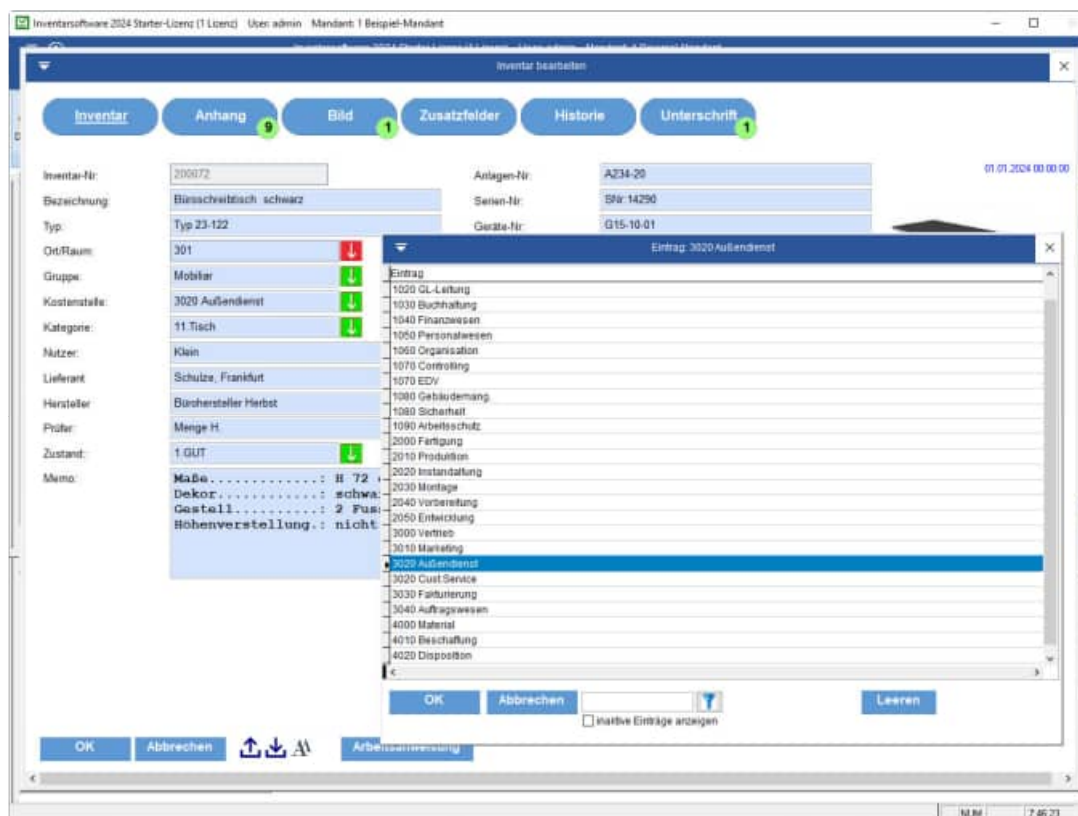 Inventarsoftware 2024 Starter-Lizenz (1 Lizenz) User: admin Mandant: 1 Beispiel-Mandant
Inventar bearbeiten
Inventar
Anhang 9
Bild 1
Zusatzfelder
Historie
Unterschrift 1
01.01.2024 00:00:00
Inventar-Nr: 200072
Anlagen-Nr: A234-20
Bezeichnung: Büroschreibtisch schwarz
Serien-Nr: SNr:14290
Typ: Typ 23-122
Geräte-Nr: G15-10-01
Ort/Raum: 301
Gruppe: Mobiliar
Kostenstelle: 3020 Außendienst
Kategorie: 11 Tisch
Nutzer: Klein
Lieferant Schulze, Frankfurt
Hersteller Bürohersteller Herbst
Prüfer: Menge H.
Zustand: 1 GUT
Memo: Maße.............: H 72
Dekor............:
Gestell..........: 2
Höhenverstellung.: nicht
Eintrag: 3020 Außendienst
Eintrag
1020 GL-Leitung
1030 Buchhaltung
1040 Finanzwesen
1050 Personalwesen
1060 Organisation
1070 Controlling
1070 EDV
1080 Gebäudemang.
1080 Sicherheit
1090 Arbeitsschutz
2000 Fertigung
2010 Produktion
2020 Instandaltung
2030 Montage
2040 Vorbereitung
2050 Entwicklung
3000 Vertrieb
3010 Marketing
3020 Außendienst
3020 Cust.Service
3030 Fakturierung
3040 Auftragswesen
4000 Material
4010 Beschaffung
4020 Disposition
OK
Abbrechen
Leeren
inaktive Einträge anzeigen
OK
Abbrechen
Arbeitsanweisung
NUM 7:46:23